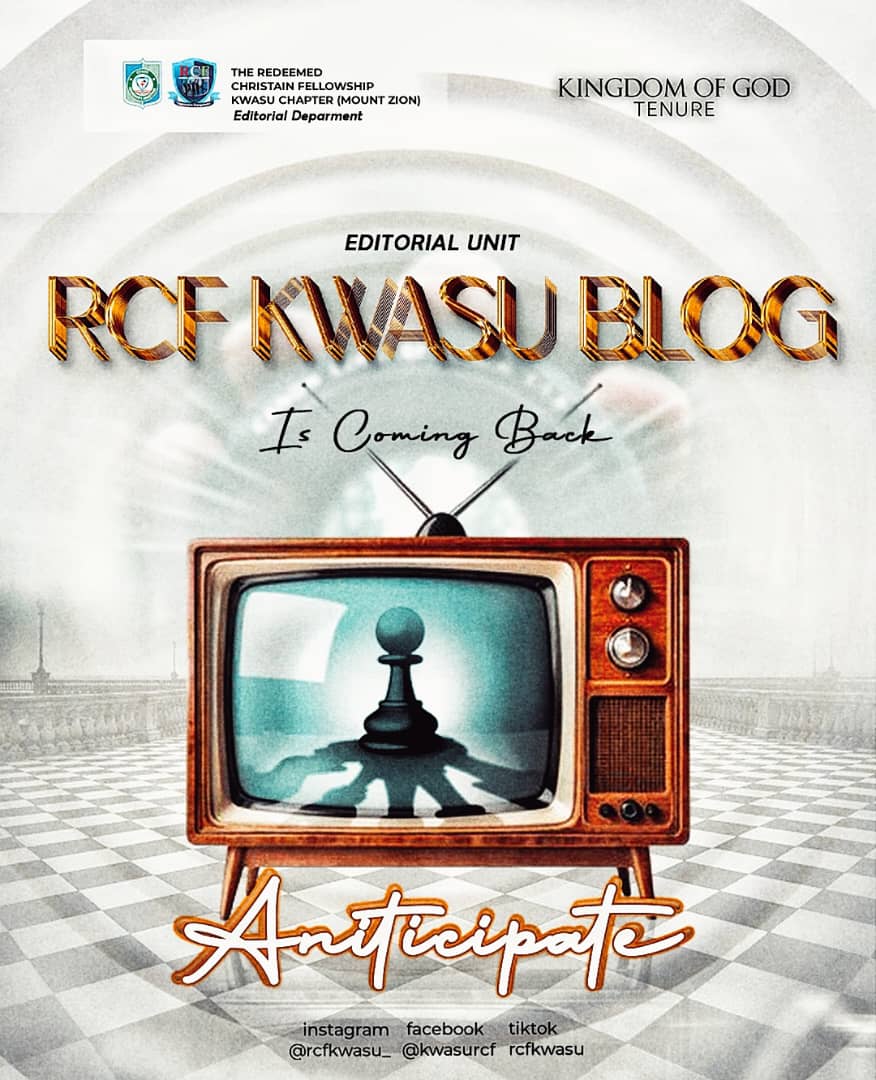 RCF
THE REDEEMED
CHRISTAIN FELLOWSHIP
KWASU CHAPTER (MOUNT ZION)
Editorial Deparment
KINGDOM OF GOD
TENURE
EDITORIAL UNIT
RCF KWASU BLOG
Is Coming Back
Aniticipate
instagram facebook tiktok
@rcfkwasu_ @kwasurcf rcfkwasu